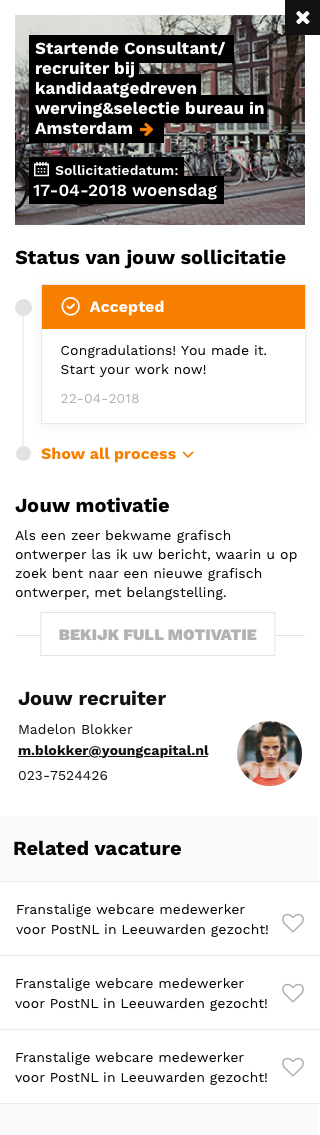 Startende Consultant/
recruiter bij
kandidaatgedreven
werving&selectie bureau in
Amsterdam
Sollicitatiedatum:
17-04-2018 woensdag
Status van jouw sollicitatie
Accepted
Congradulations! You made it.
Start your work now!
22-04-2018
Show all process
Jouw motivatie
Als een zeer bekwame grafisch
ontwerper las ik uw bericht, waarin u op
zoek bent naar een nieuwe grafisch
ontwerper, met belangstelling.
BEKIJK FULL MOTIVATIE
Jouw recruiter
Madelon Blokker
m.blokker@youngcapital.nl
023-7524426
Related vacature
Franstalige webcare medewerker
voor PostNL in Leeuwarden gezocht!
Franstalige webcare medewerker
voor PostNL in Leeuwarden gezocht!
Franstalige webcare medewerker
voor PostNL in Leeuwarden gezocht!